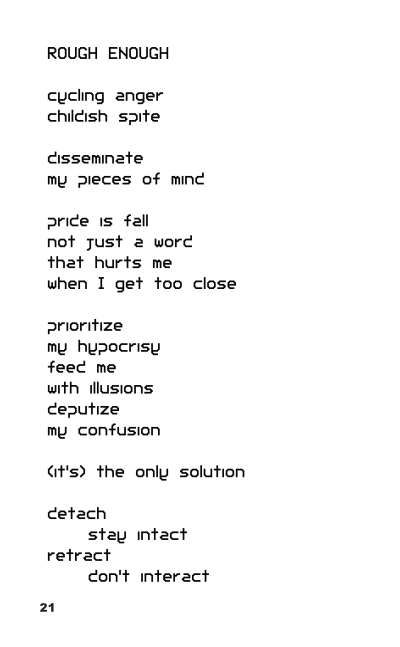 ROUGH ENOUGH
cycling anger
childish spite
disseminate
my pieces of mind
pride is fall
not just a word
that hurts me
when I get too close
prioritize
my hypocrisy
feed me
with illusions
deputize
my confusion
(it's) the only solution
detach
stay intact
retract
don't interact
21